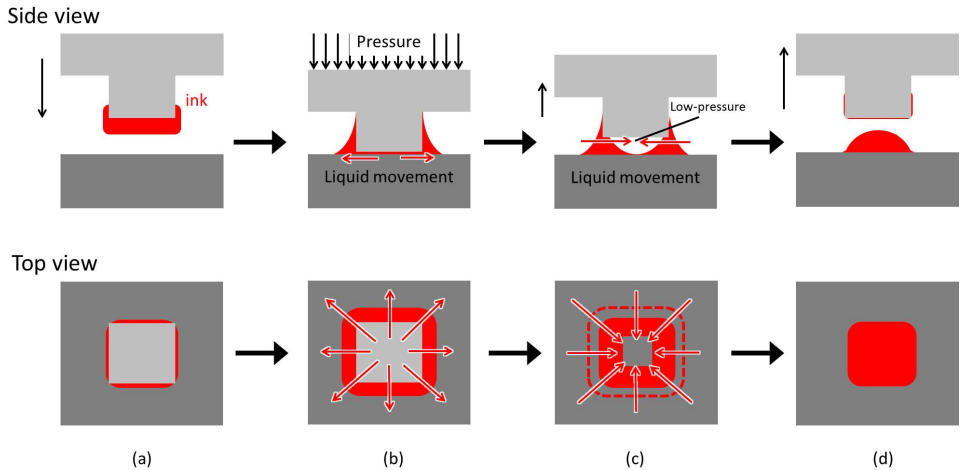 Side view
Pressure
ink
Low-pressure
Liquid movement
Liquid movement
Top view
(a)
(b)
(c)
(d)